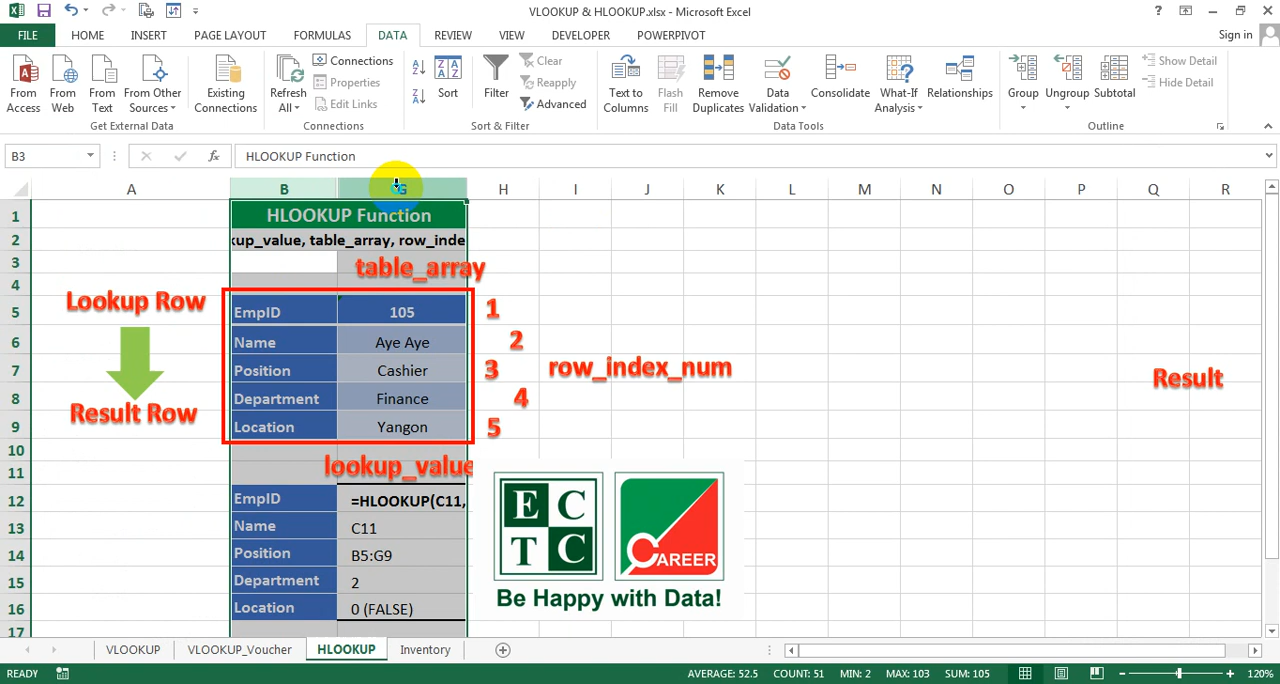 VLOOKUP & HLOOKUP.xlsx - Microsoft Excel
?
FILE HOME INSERT PAGE LAYOUT FORMULAS DATA REVIEW VIEW DEVELOPER POWERPIVOT Sign in
From Access
From Web
From Text
From Other Sources
Existing Connections
Get External Data
Refresh All
Connections
Properties
Edit Links
Connections
Sort
Filter
Clear
Reapply
Advanced
Sort & Filter
Text to Columns
Flash Fill
Remove Duplicates
Data Validation
Consolidate
What-If Analysis
Relationships
Data Tools
Group
Ungroup
Subtotal
Show Detail
Hide Detail
Outline
B3 fx HLOOKUP Function
A B G H I J K L M N O P Q R
1 HLOOKUP Function
2 kup_value, table_array, row_inde
3 table_array
4
Lookup Row
5 EmpID 105 1
6 Name Aye Aye 2
7 Position Cashier 3 row_index_num Result
8 Department Finance 4
Result Row
9 Location Yangon 5
10
11 lookup_value
12 EmpID =HLOOKUP(C11,
13 Name C11
14 Position B5:G9
15 Department 2
16 Location 0 (FALSE)
17
E C
T C
CAREER
Be Happy with Data!
VLOOKUP VLOOKUP_Voucher HLOOKUP Inventory
READY AVERAGE: 52.5 COUNT: 51 MIN: 2 MAX: 103 SUM: 105 120%